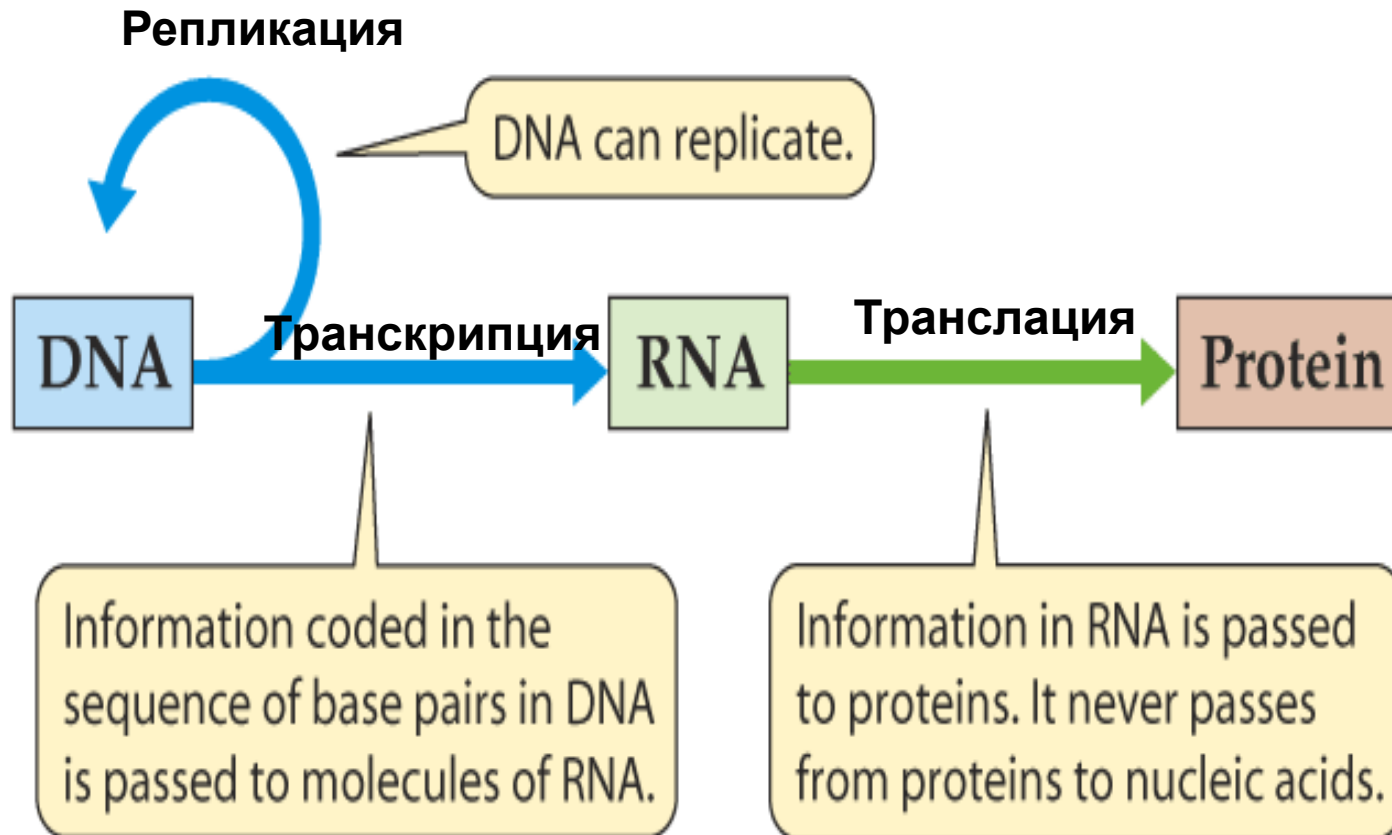 Репликация
DNA can replicate.
DNA
Транскрипция
RNA
Транслация
Protein
Information coded in the
sequence of base pairs in DNA
is passed to molecules of RNA.
Information in RNA is passed
to proteins. It never passes
from proteins to nucleic acids.